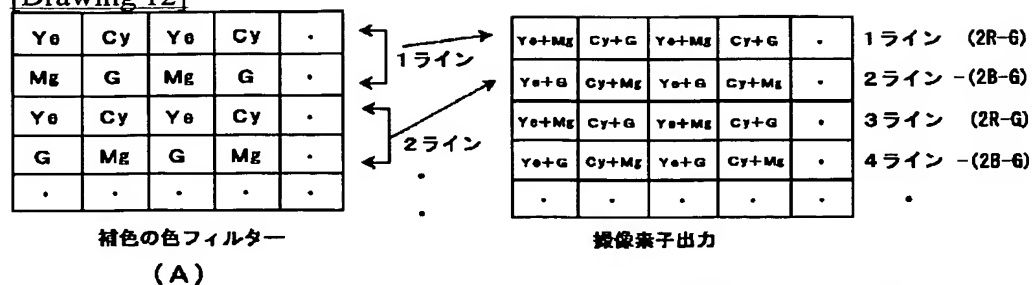 [Drawing 12]
Ye Cy Ye Cy ・
Mg G Mg G ・
Ye Cy Ye Cy ・
G Mg G Mg ・
・ ・ ・ ・ ・
補色の色フィルター
(A)
1ライン
2ライン
・
・
Ye+Mg Cy+G Ye+Mg Cy+G ・ 1ライン (2R-G)
Ye+G Cy+Mg Ye+G Cy+Mg ・ 2ライン -(2B-G)
Ye+Mg Cy+G Ye+Mg Cy+G ・ 3ライン (2R-G)
Ye+G Cy+Mg Ye+G Cy+Mg ・ 4ライン -(2B-G)
・ ・ ・ ・ ・ ・
撮像素子出力